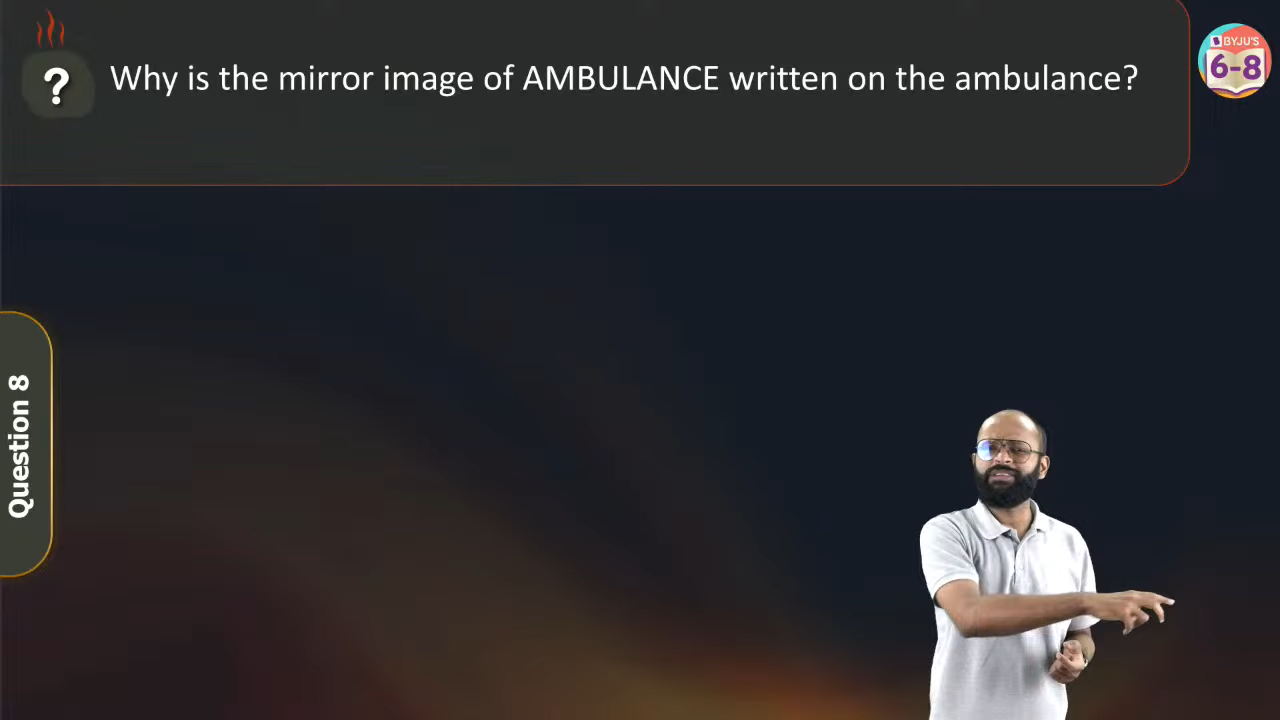 ? Why is the mirror image of AMBULANCE written on the ambulance?
BYJU'S
6-8
Question 8